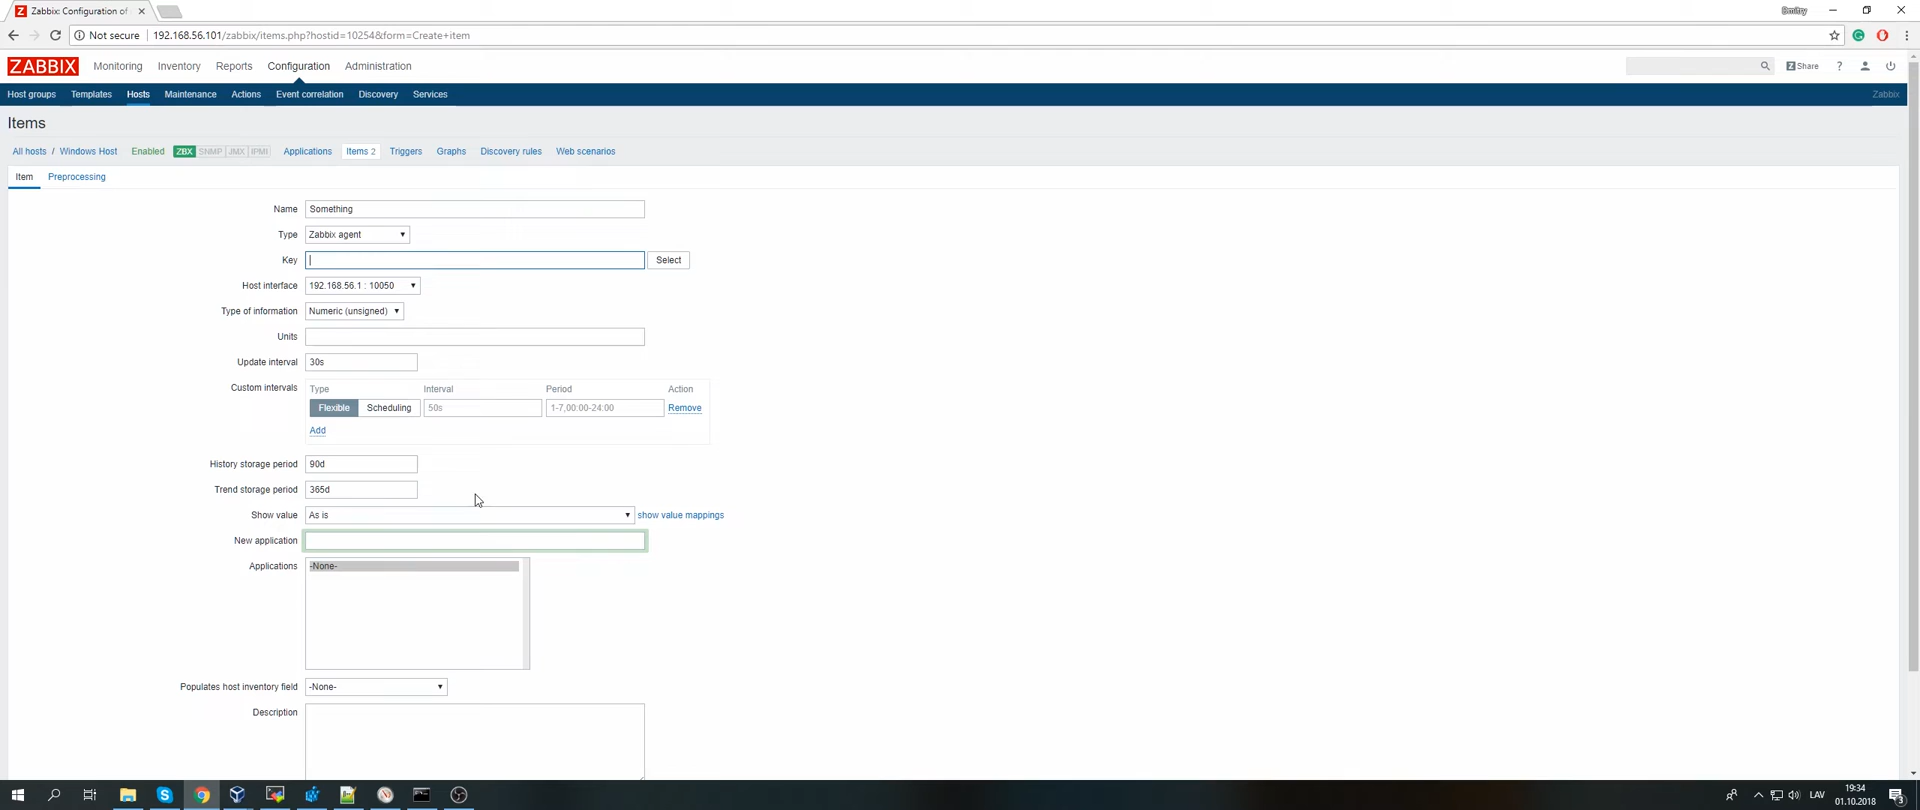 Zabbix: Configuration of
Dmitry
Not secure 192.168.56.101/zabbix/items.php?hostid=10254&form=Create+item
ZABBIX Monitoring Inventory Reports Configuration Administration Z Share ?
Host groups Templates Hosts Maintenance Actions Event correlation Discovery Services Zabbix
Items
All hosts / Windows Host Enabled ZBX SNMP JMX IPMI Applications Items 2 Triggers Graphs Discovery rules Web scenarios
Item Preprocessing
Name Something
Type Zabbix agent
Key Select
Host interface 192.168.56.1 : 10050
Type of information Numeric (unsigned)
Units
Update interval 30s
Custom intervals Type Interval Period Action
Flexible Scheduling 50s 1-7,00:00-24:00 Remove
Add
History storage period 90d
Trend storage period 365d
Show value As is show value mappings
New application
Applications -None-
Populates host inventory field -None-
Description
LAV 19:34
01.10.2018 3